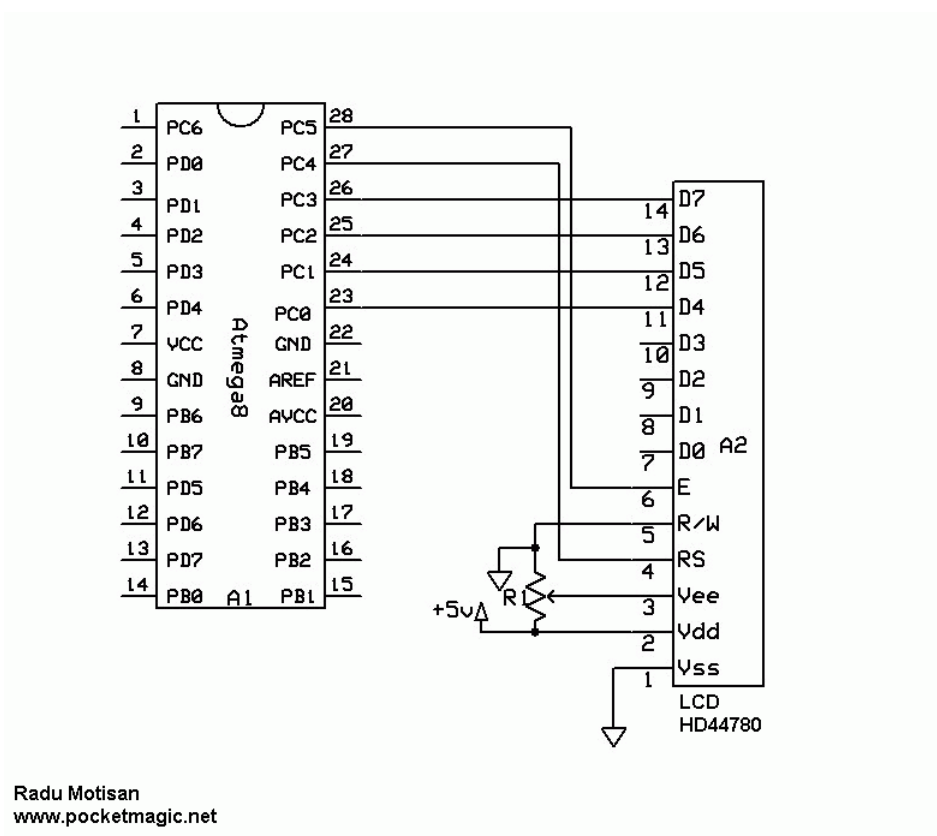 1 PC6 PC5 28
2 PD0 PC4 27
3 PD1 PC3 26
4 PD2 PC2 25
5 PD3 PC1 24
6 PD4 PC0 23
7 VCC GND 22
8 GND AREF 21
9 PB6 AVCC 20
10 PB7 PB5 19
11 PD5 PB4 18
12 PD6 PB3 17
13 PD7 PB2 16
14 PB0 A1 PB1 15
Atmega8
14 D7
13 D6
12 D5
11 D4
10 D3
9 D2
8 D1
7 D0
A2
6 E
5 R/W
4 RS
3 Vee
2 Vdd
1 Vss
R1
+5v
LCD
HD44780
Radu Motisan
www.pocketmagic.net